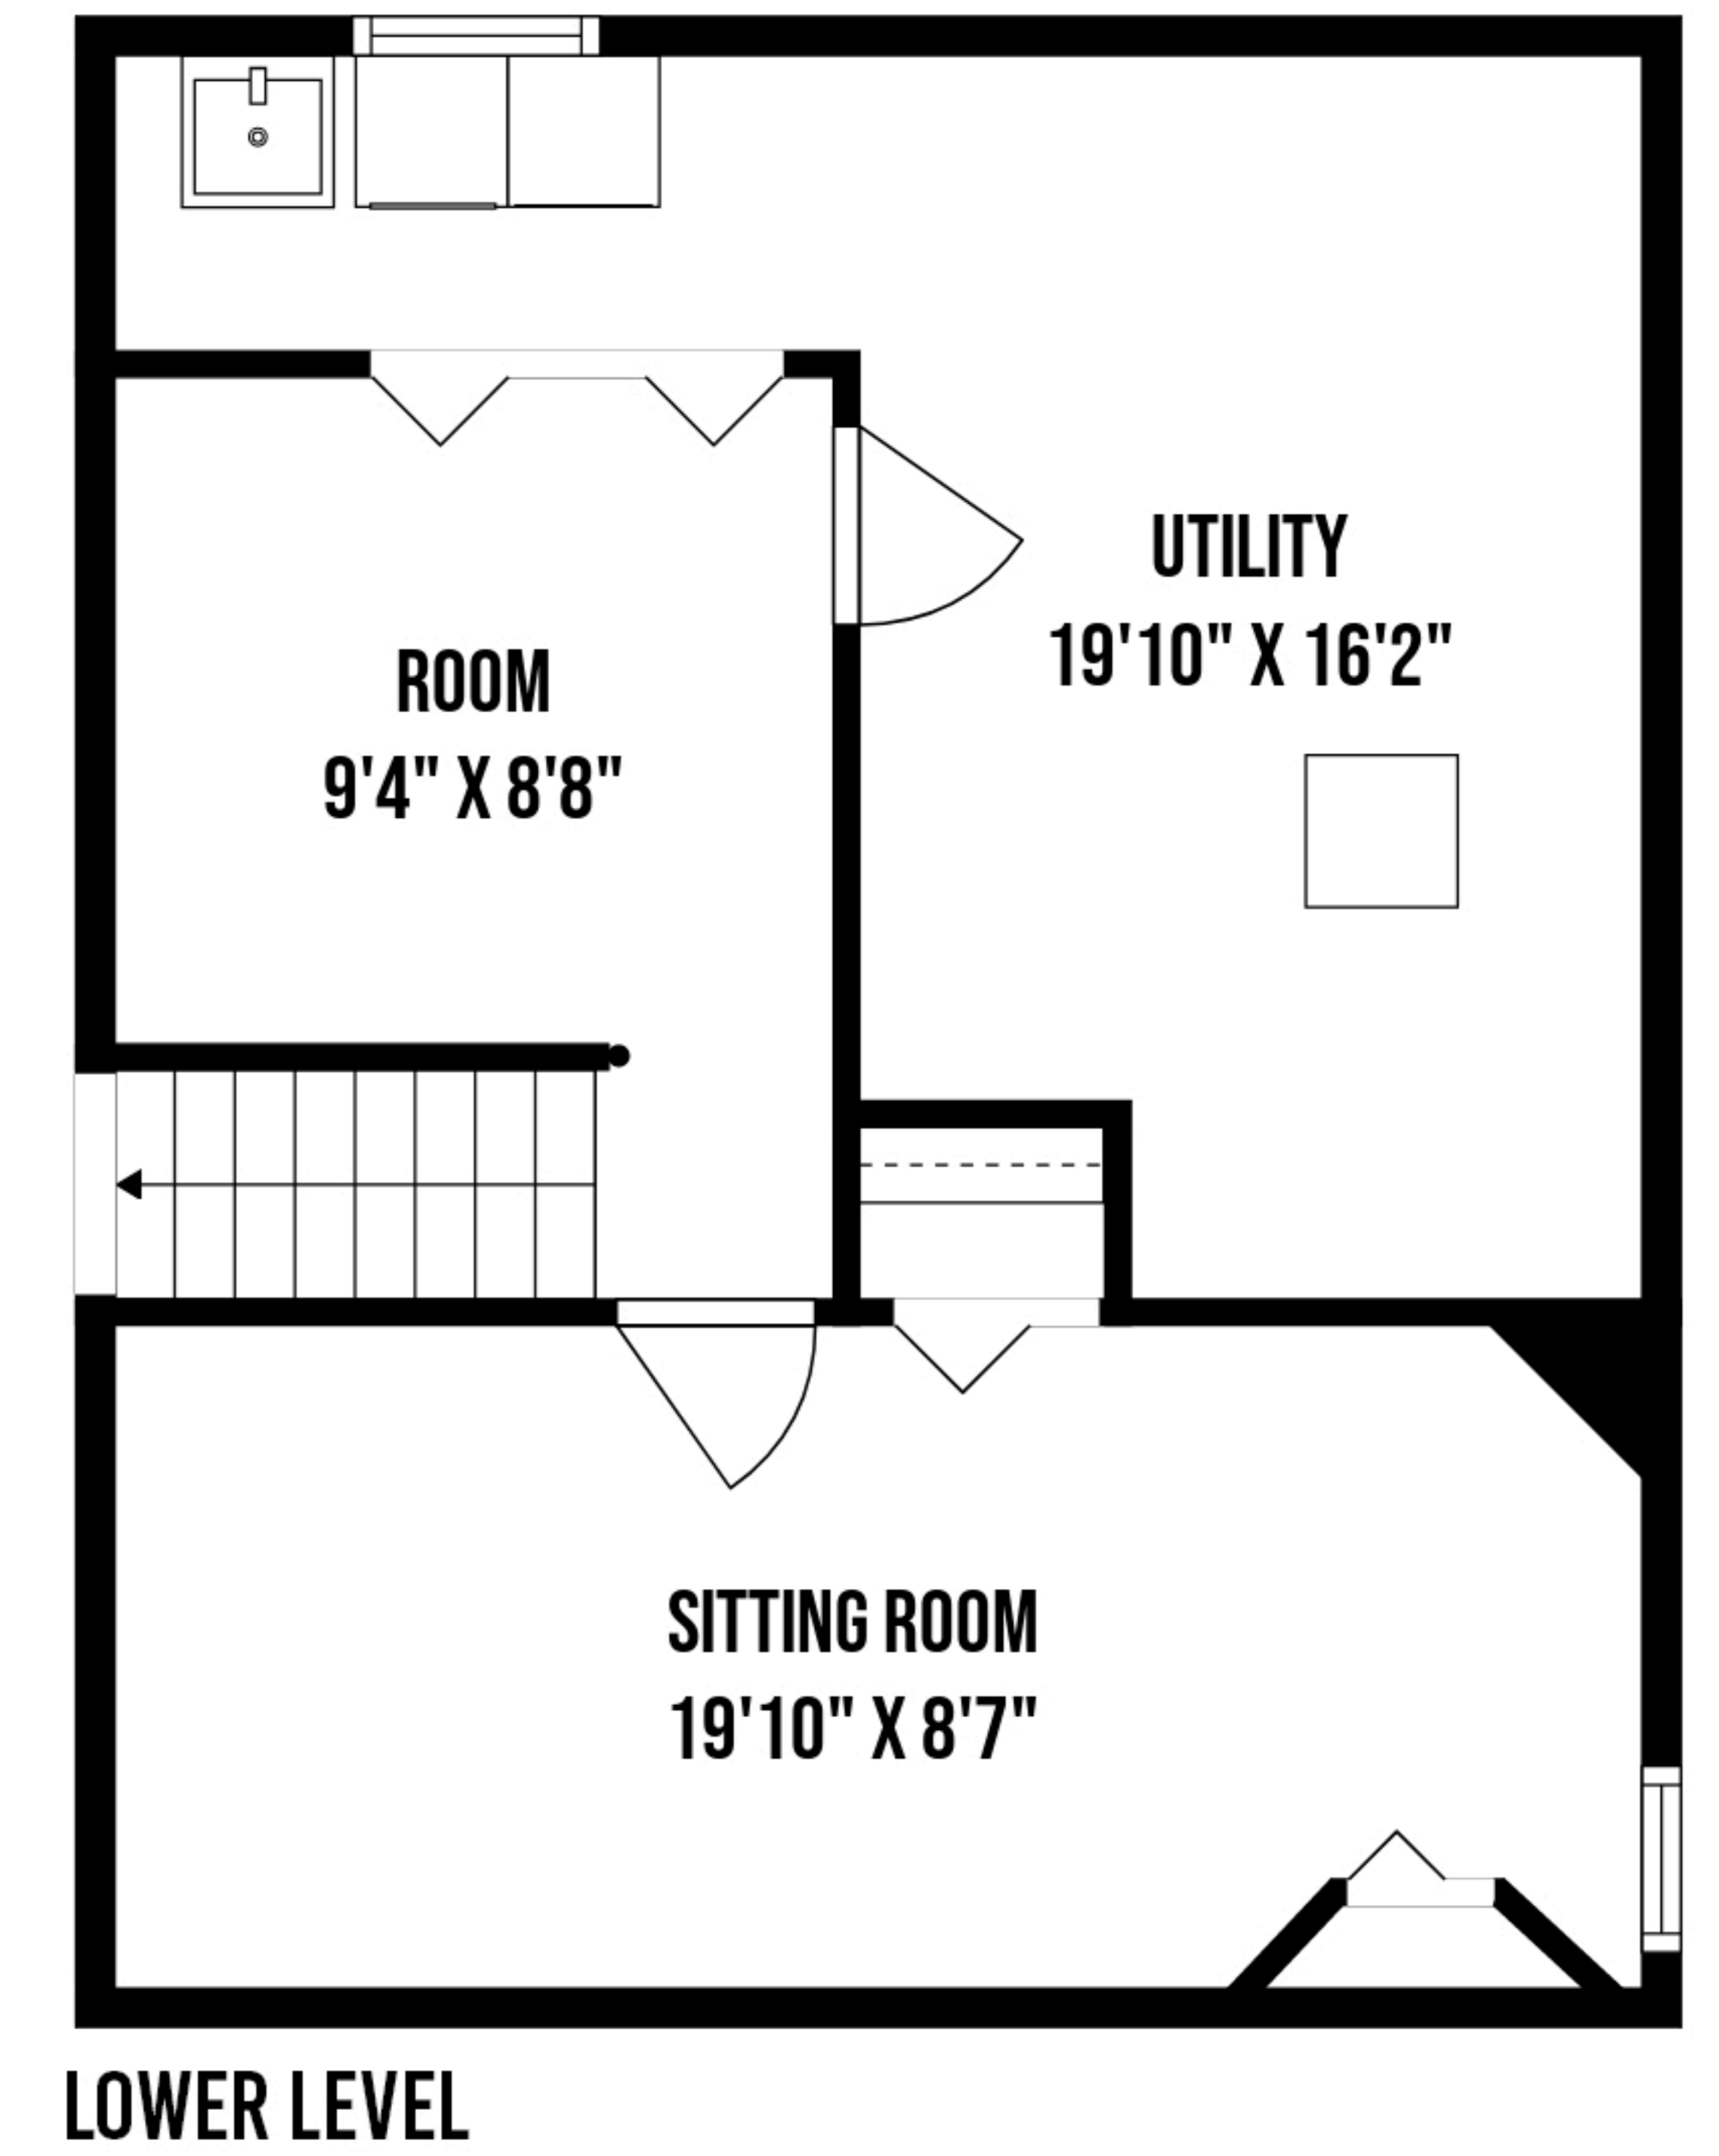 UTILITY
19'10" X 16'2"
ROOM
9'4" X 8'8"
SITTING ROOM
19'10" X 8'7"
LOWER LEVEL